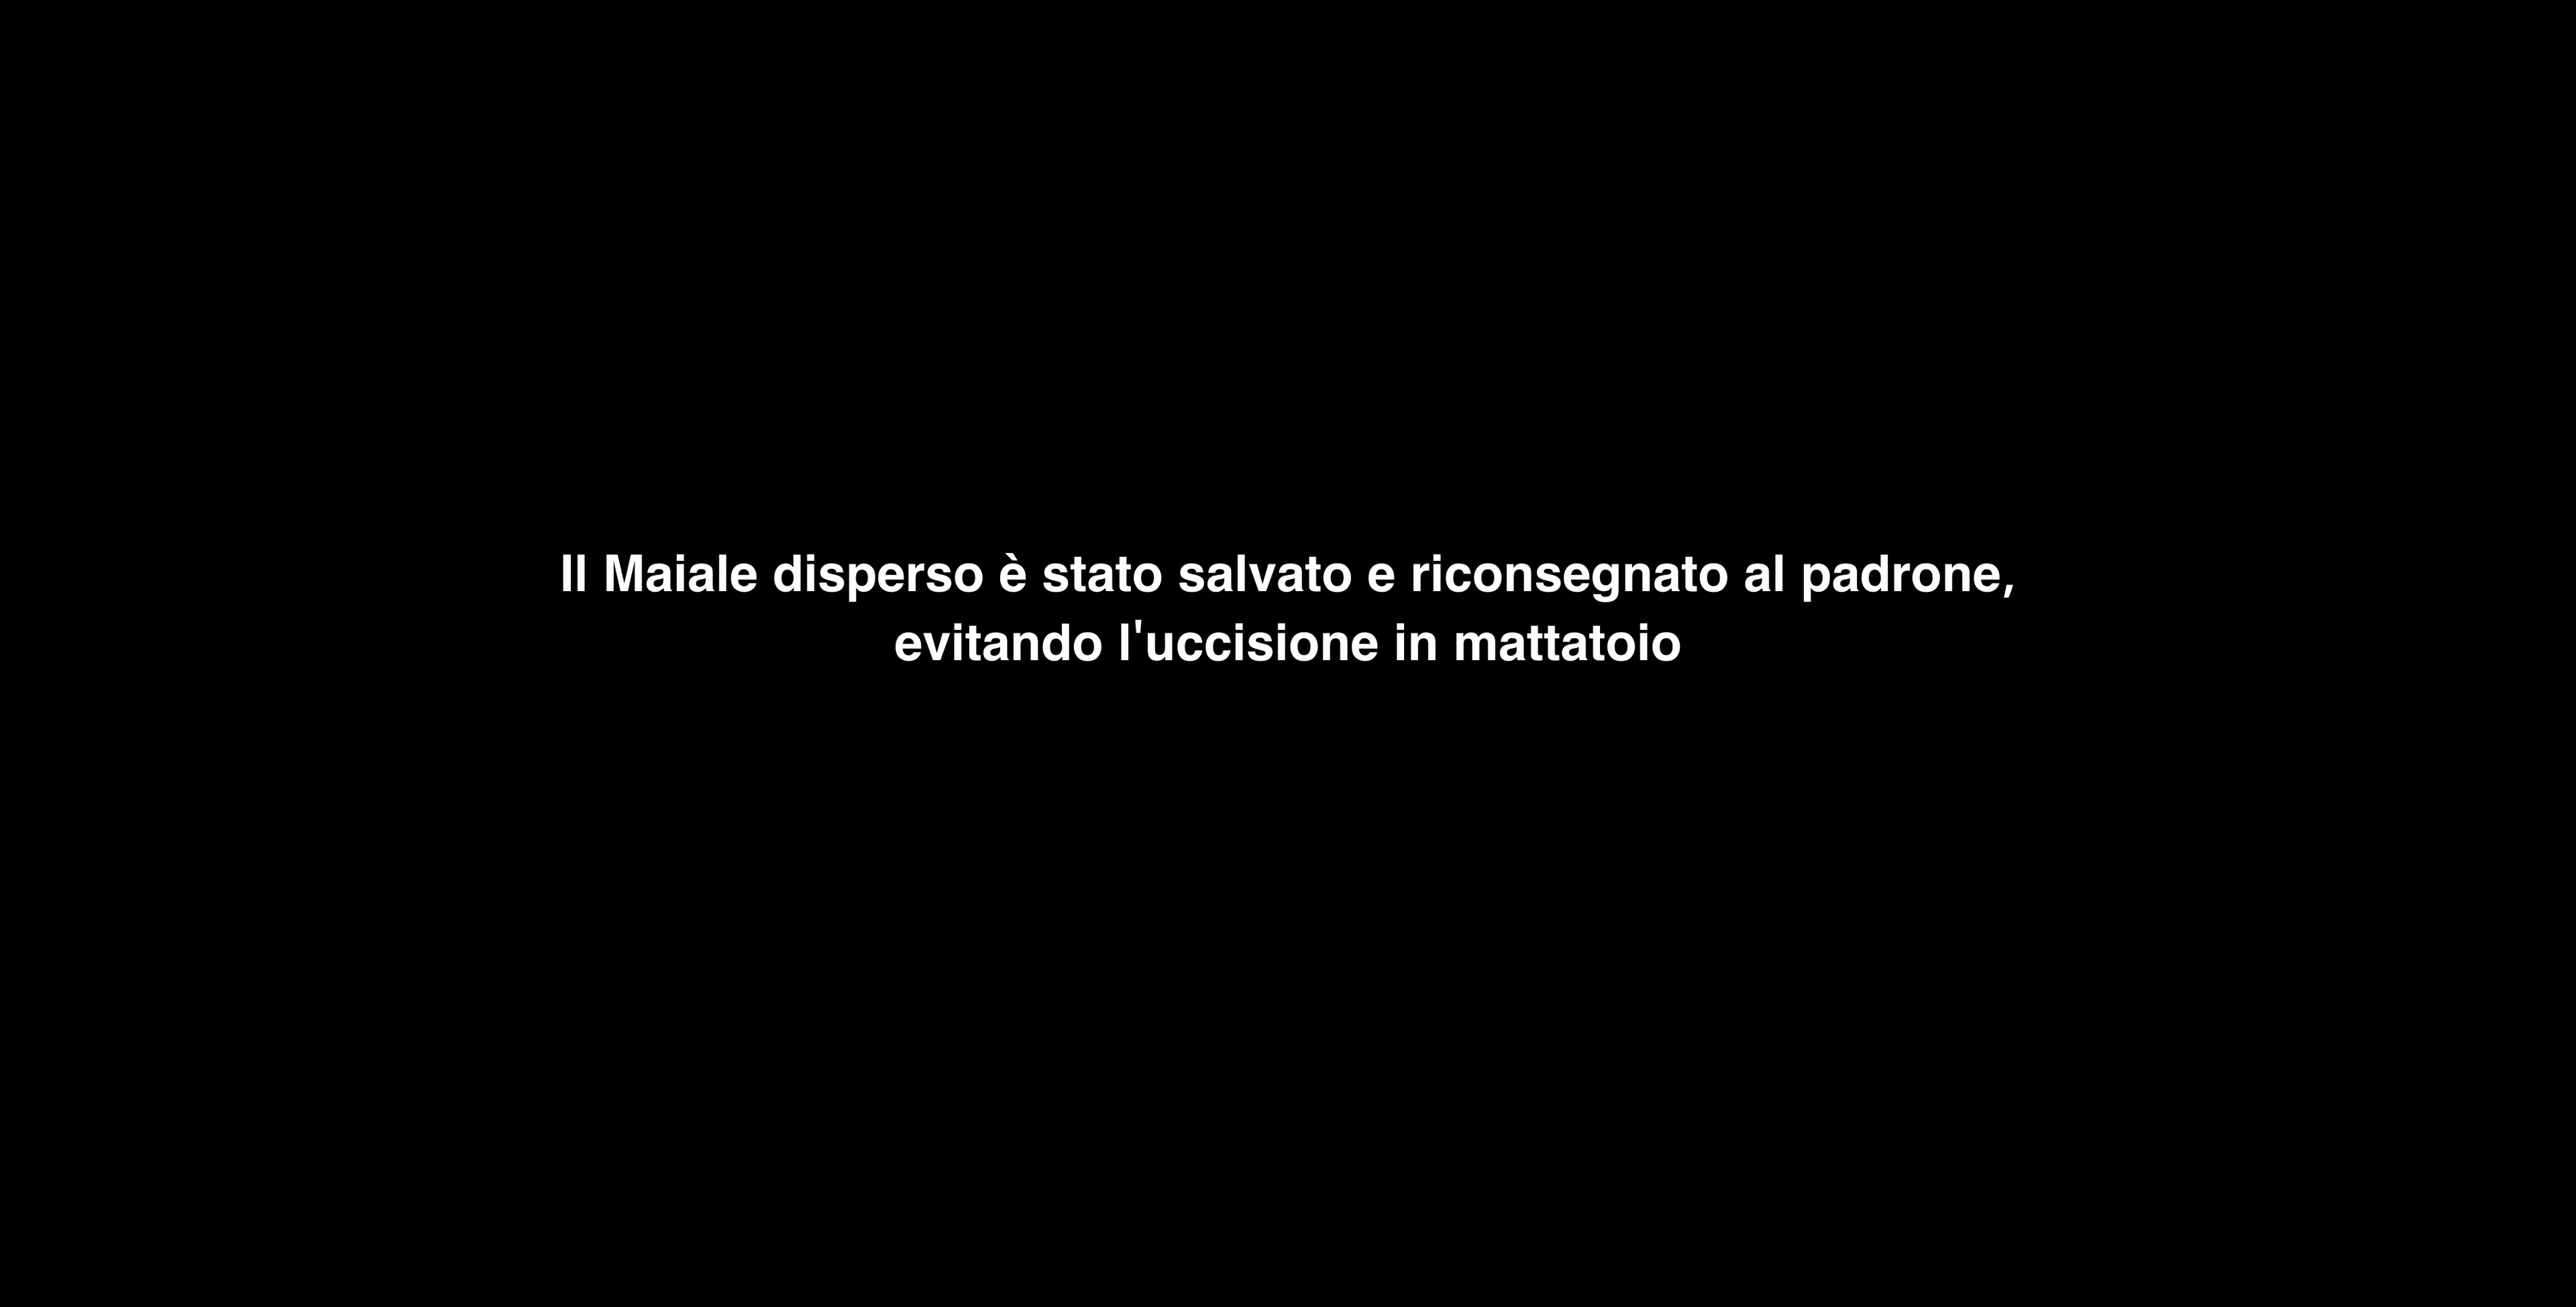 Il Maiale disperso è stato salvato e riconsegnato al padrone,
evitando l'uccisione in mattatoio